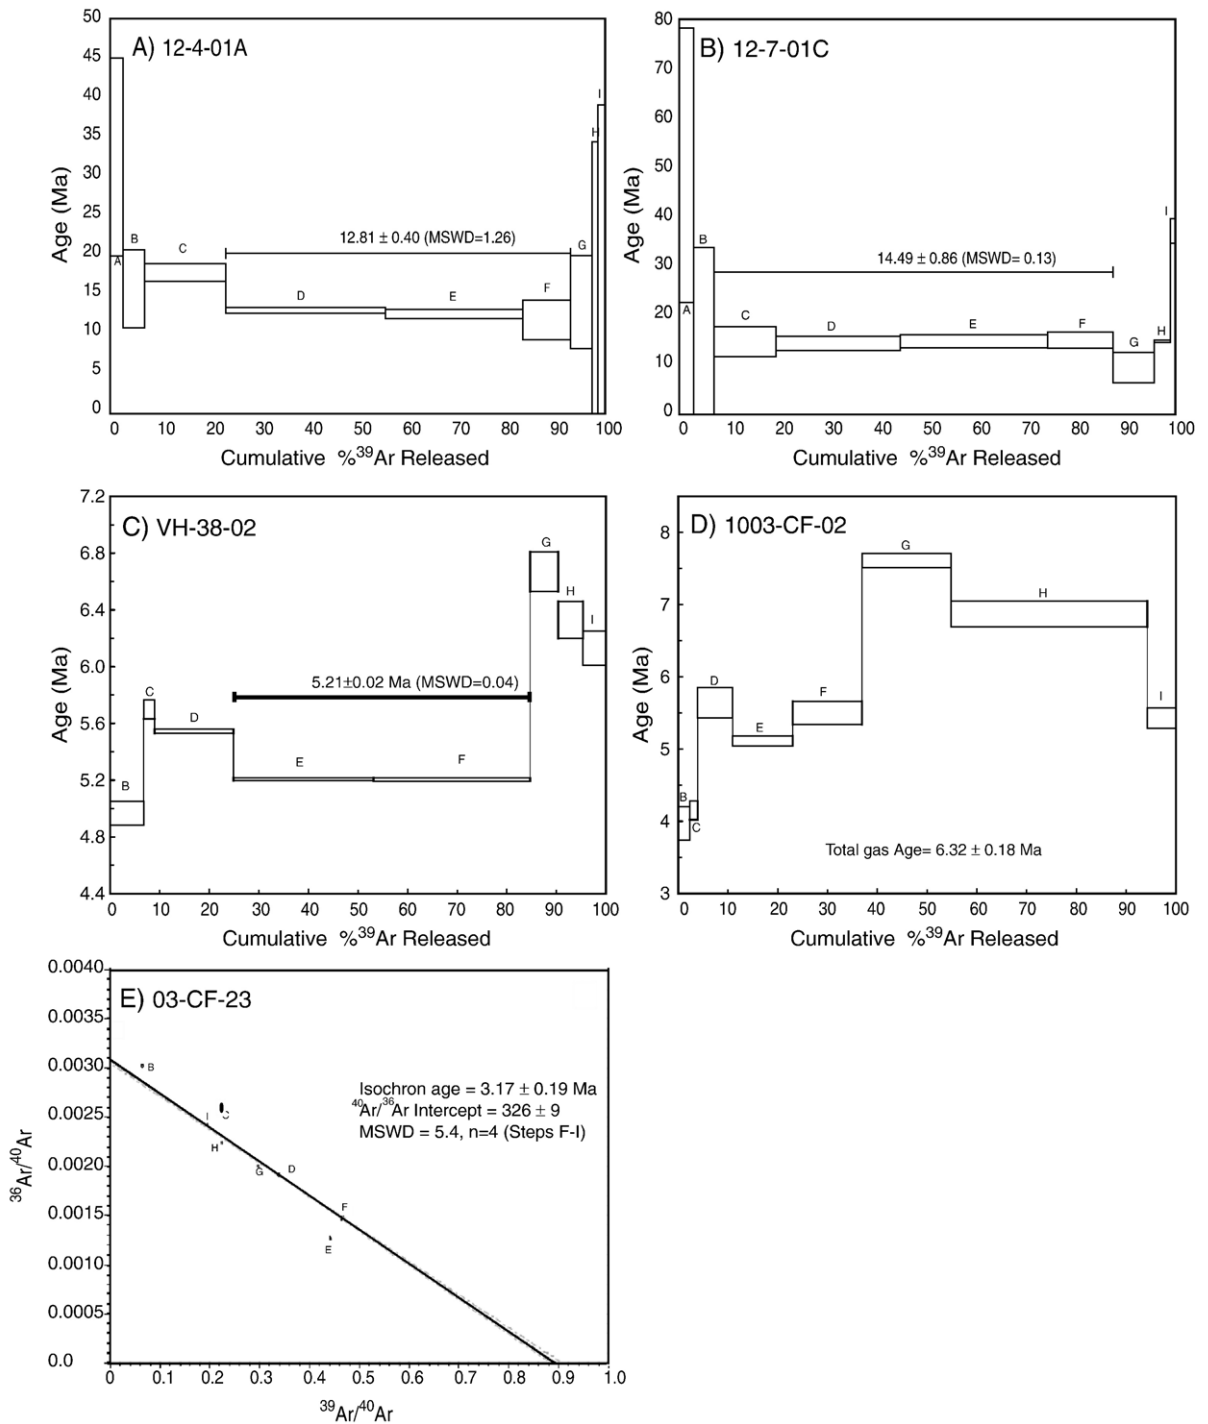 A) 12-4-01A
50
45
40
35
30
25
20
15
10
5
0
Age (Ma)
A
B
C
12.81 ± 0.40 (MSWD=1.26)
D
E
F
G
H
I
0 10 20 30 40 50 60 70 80 90 100
Cumulative %39Ar Released
B) 12-7-01C
80
70
60
50
40
30
20
10
0
Age (Ma)
A
B
C
14.49 ± 0.86 (MSWD= 0.13)
D
E
F
G
H
I
0 10 20 30 40 50 60 70 80 90 100
Cumulative %39Ar Released
C) VH-38-02
7.2
6.8
6.4
6.0
5.6
5.2
4.8
4.4
Age (Ma)
B
C
D
5.21±0.02 Ma (MSWD=0.04)
E
F
G
H
I
0 10 20 30 40 50 60 70 80 90 100
Cumulative %39Ar Released
D) 1003-CF-02
8
7
6
5
4
3
Age (Ma)
B
C
D
E
F
G
H
I
Total gas Age= 6.32 ± 0.18 Ma
0 10 20 30 40 50 60 70 80 90 100
Cumulative %39Ar Released
E) 03-CF-23
0.0040
0.0035
0.0030
0.0025
0.0020
0.0015
0.0010
0.0005
0.0
36Ar/40Ar
B
I
C
H
G
D
F
E
Isochron age = 3.17 ± 0.19 Ma
40Ar/36Ar Intercept = 326 ± 9
MSWD = 5.4, n=4 (Steps F-I)
0 0.1 0.2 0.3 0.4 0.5 0.6 0.7 0.8 0.9 1.0
39Ar/40Ar